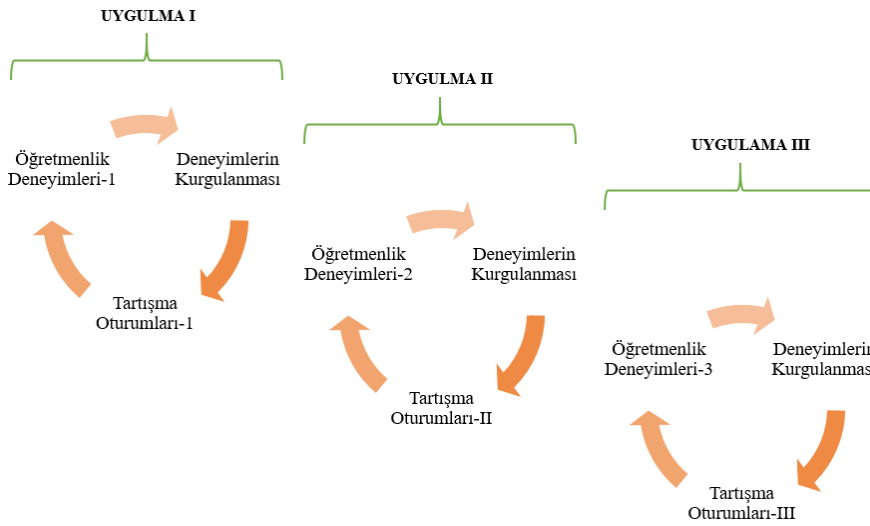 UYGULMA I
Öğretmenlik
Deneyimleri-1
Deneyimlerin
Kurgulanması
Tartışma
Oturumları-1
UYGULMA II
Öğretmenlik
Deneyimleri-2
Deneyimlerin
Kurgulanması
Tartışma
Oturumları-II
UYGULAMA III
Öğretmenlik
Deneyimleri-3
Deneyimlerin
Kurgulanması
Tartışma
Oturumları-III